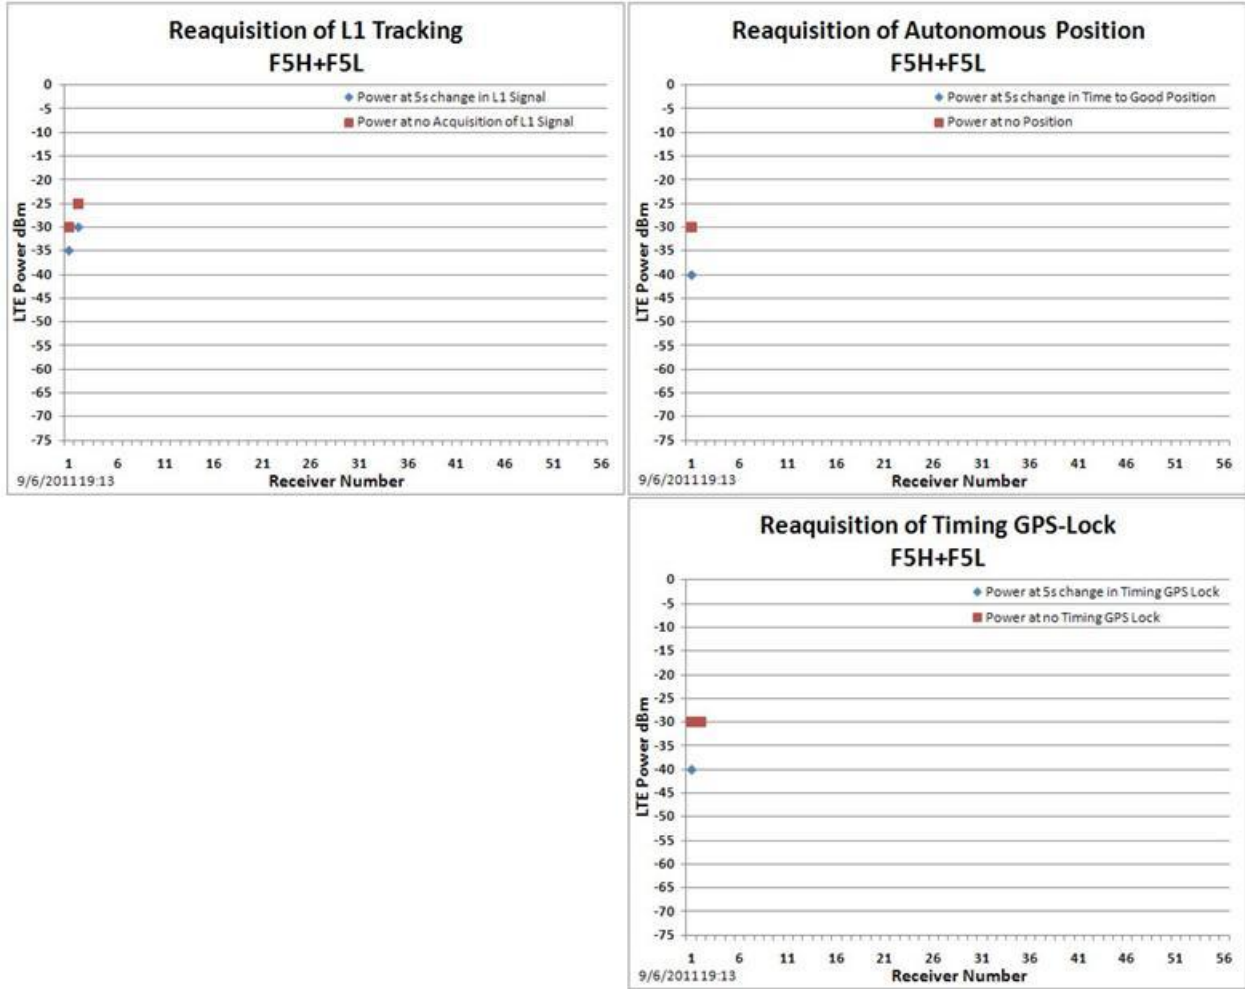 Reaquisition of L1 Tracking
F5H+F5L
Power at 5s change in L1 Signal
Power at no Acquisition of L1 Signal
0
-5
-10
-15
-20
-25
-30
-35
-40
-45
-50
-55
-60
-65
-70
-75
LTE Power dBm
1 6 11 16 21 26 31 36 41 46 51 56
Receiver Number
9/6/2011 19:13
Reaquisition of Autonomous Position
F5H+F5L
Power at 5s change in Time to Good Position
Power at no Position
0
-5
-10
-15
-20
-25
-30
-35
-40
-45
-50
-55
-60
-65
-70
-75
LTE Power dBm
1 6 11 16 21 26 31 36 41 46 51 56
Receiver Number
9/6/2011 19:13
Reaquisition of Timing GPS-Lock
F5H+F5L
Power at 5s change in Timing GPS Lock
Power at no Timing GPS Lock
0
-5
-10
-15
-20
-25
-30
-35
-40
-45
-50
-55
-60
-65
-70
-75
LTE Power dBm
1 6 11 16 21 26 31 36 41 46 51 56
Receiver Number
9/6/2011 19:13